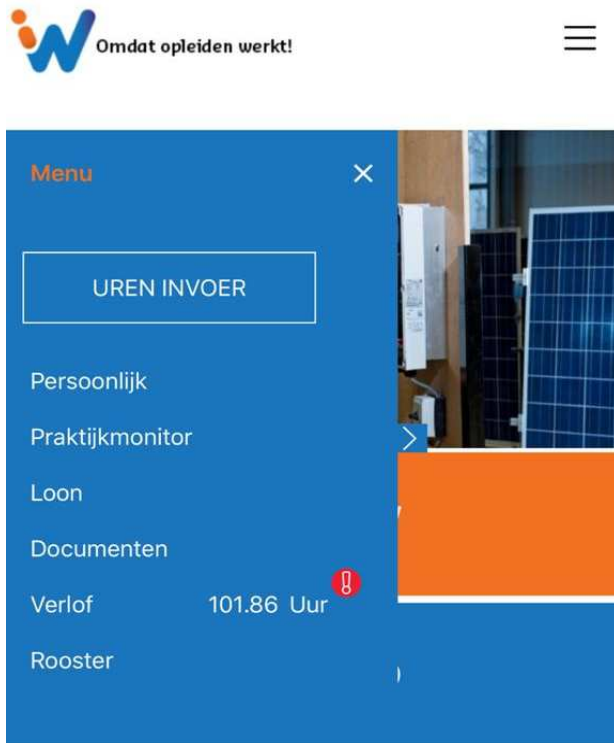 Omdat opleiden werkt!
Menu
UREN INVOER
Persoonlijk
Praktijkmonitor
Loon
Documenten
Verlof 101.86 Uur
Rooster